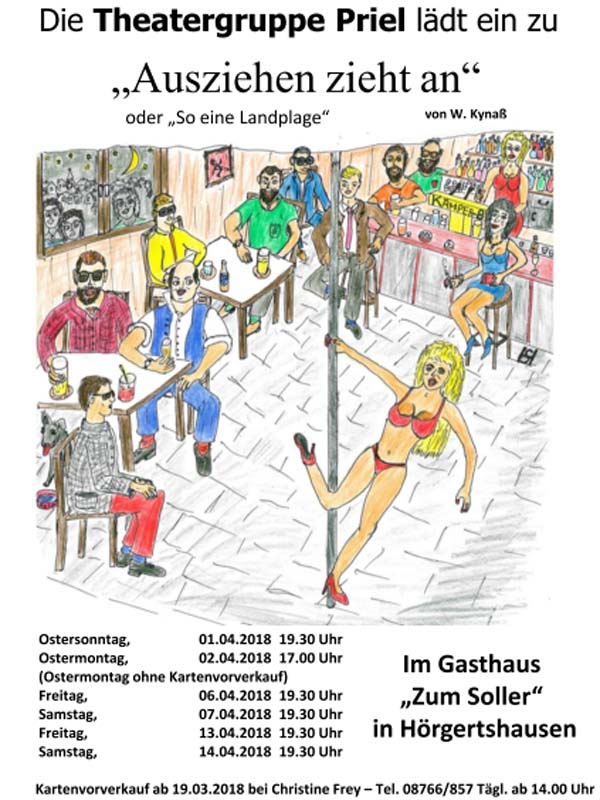 Die Theatergruppe Priel lädt ein zu
„Ausziehen zieht an“
oder „So eine Landplage“
von W. Kynaß
KÄMPER-B
Ostersonntag, 01.04.2018 19.30 Uhr
Ostermontag, 02.04.2018 17.00 Uhr
(Ostermontag ohne Kartenvorverkauf)
Freitag, 06.04.2018 19.30 Uhr
Samstag, 07.04.2018 19.30 Uhr
Freitag, 13.04.2018 19.30 Uhr
Samstag, 14.04.2018 19.30 Uhr
Im Gasthaus
„Zum Soller“
in Hörgertshausen
Kartenvorverkauf ab 19.03.2018 bei Christine Frey – Tel. 08766/857 Tägl. ab 14.00 Uhr